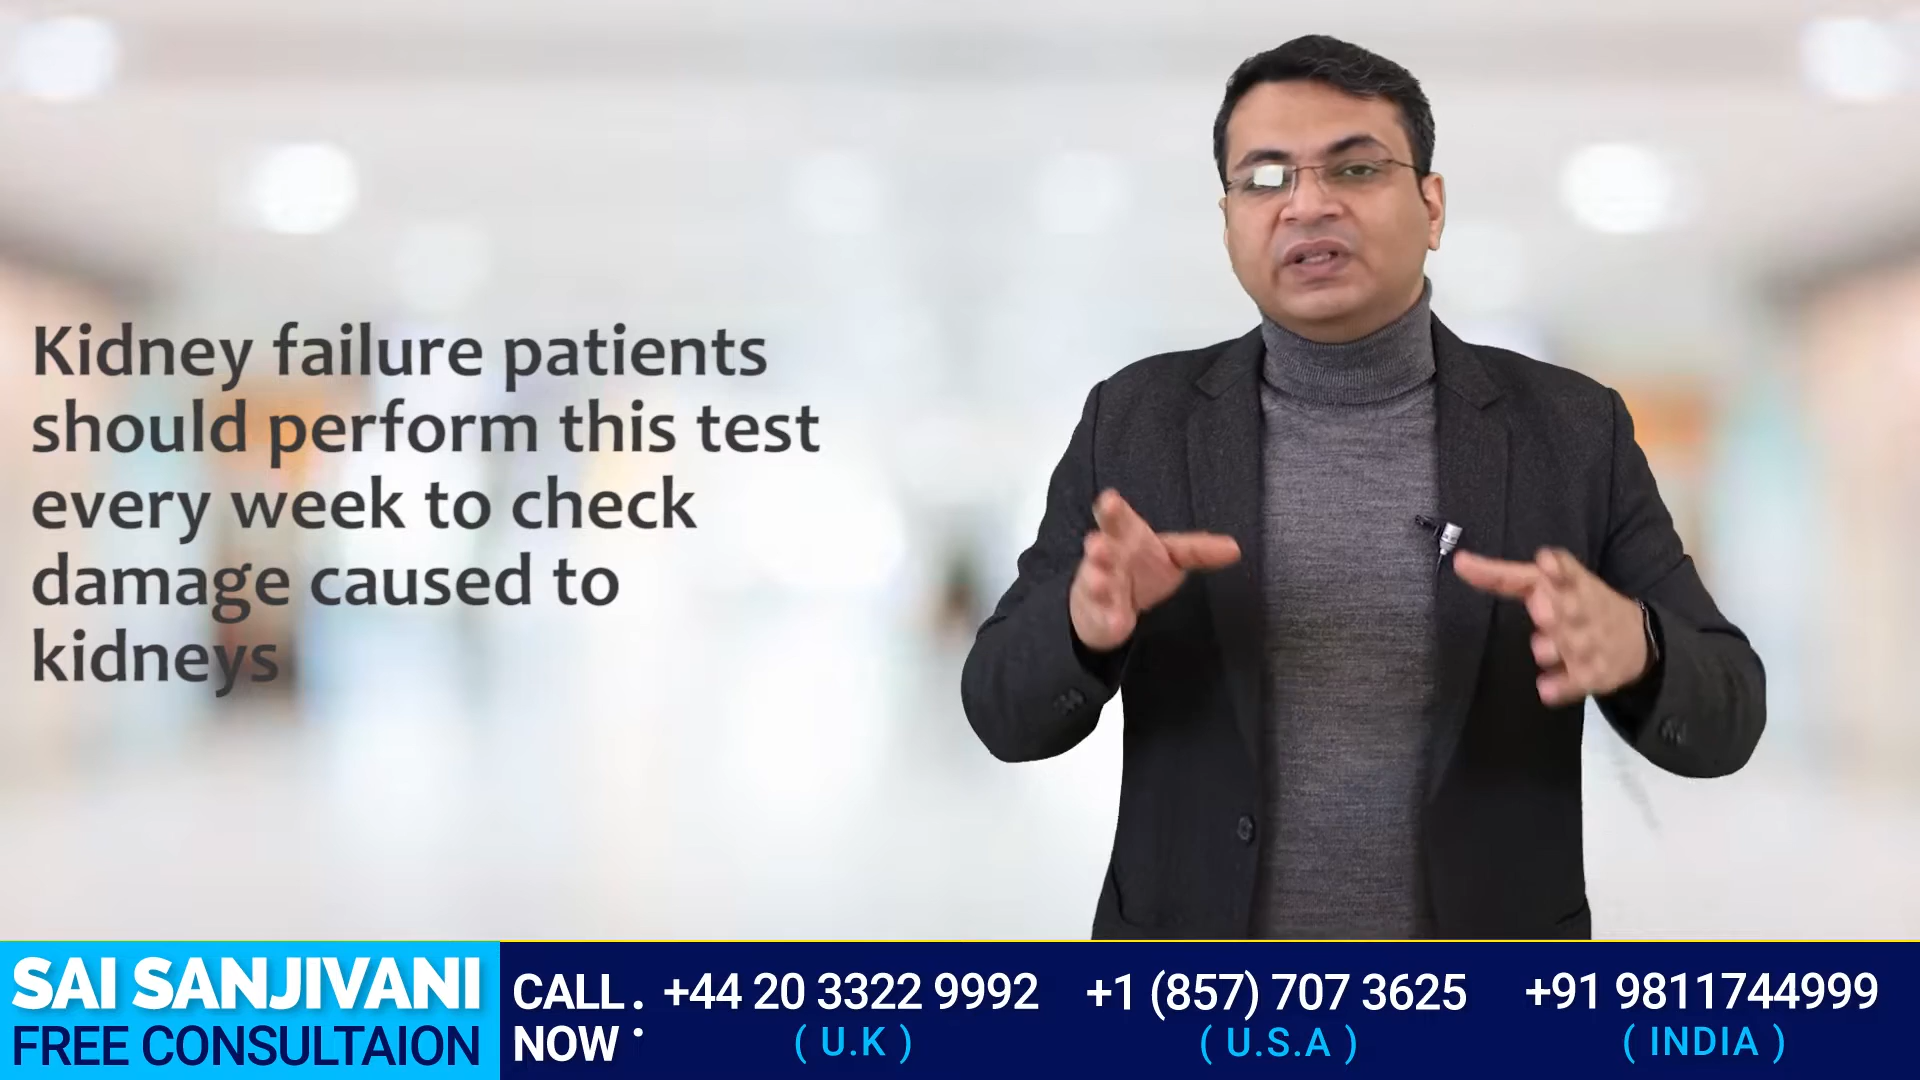 Kidney failure patients
should perform this test
every week to check
damage caused to
kidneys
SAI SANJIVANI
FREE CONSULTAION
CALL NOW :
+44 20 3322 9992
( U.K )
+1 (857) 707 3625
( U.S.A )
+91 9811744999
( INDIA )